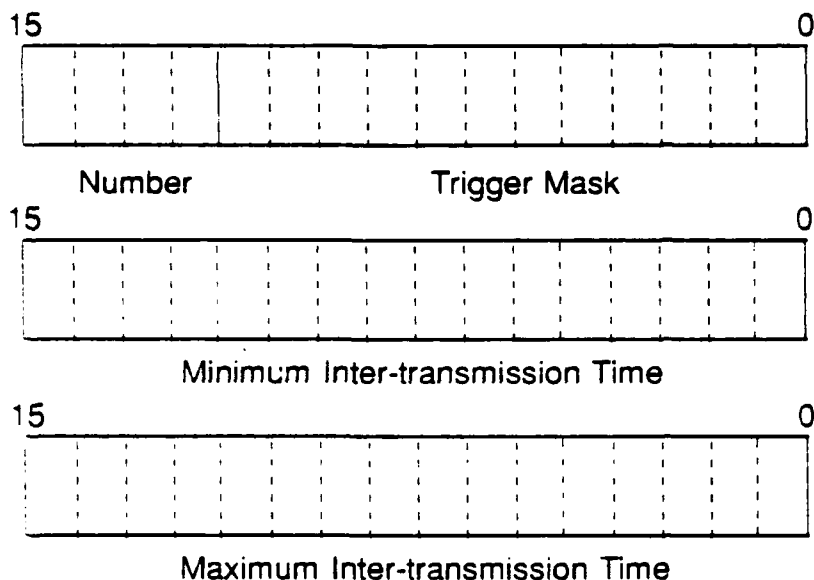 15 0
Number Trigger Mask
15 0
Minimum Inter-transmission Time
15 0
Maximum Inter-transmission Time